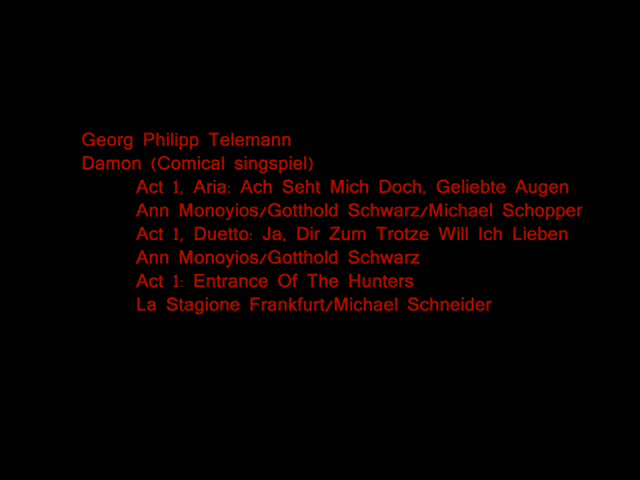 Georg Philipp Telemann
Damon (Comical singspiel)
Act 1, Aria: Ach Seht Mich Doch, Geliebte Augen
Ann Monoyios/Gotthold Schwarz/Michael Schopper
Act 1, Duetto: Ja, Dir Zum Trotze Will Ich Lieben
Ann Monoyios/Gotthold Schwarz
Act 1: Entrance Of The Hunters
La Stagione Frankfurt/Michael Schneider